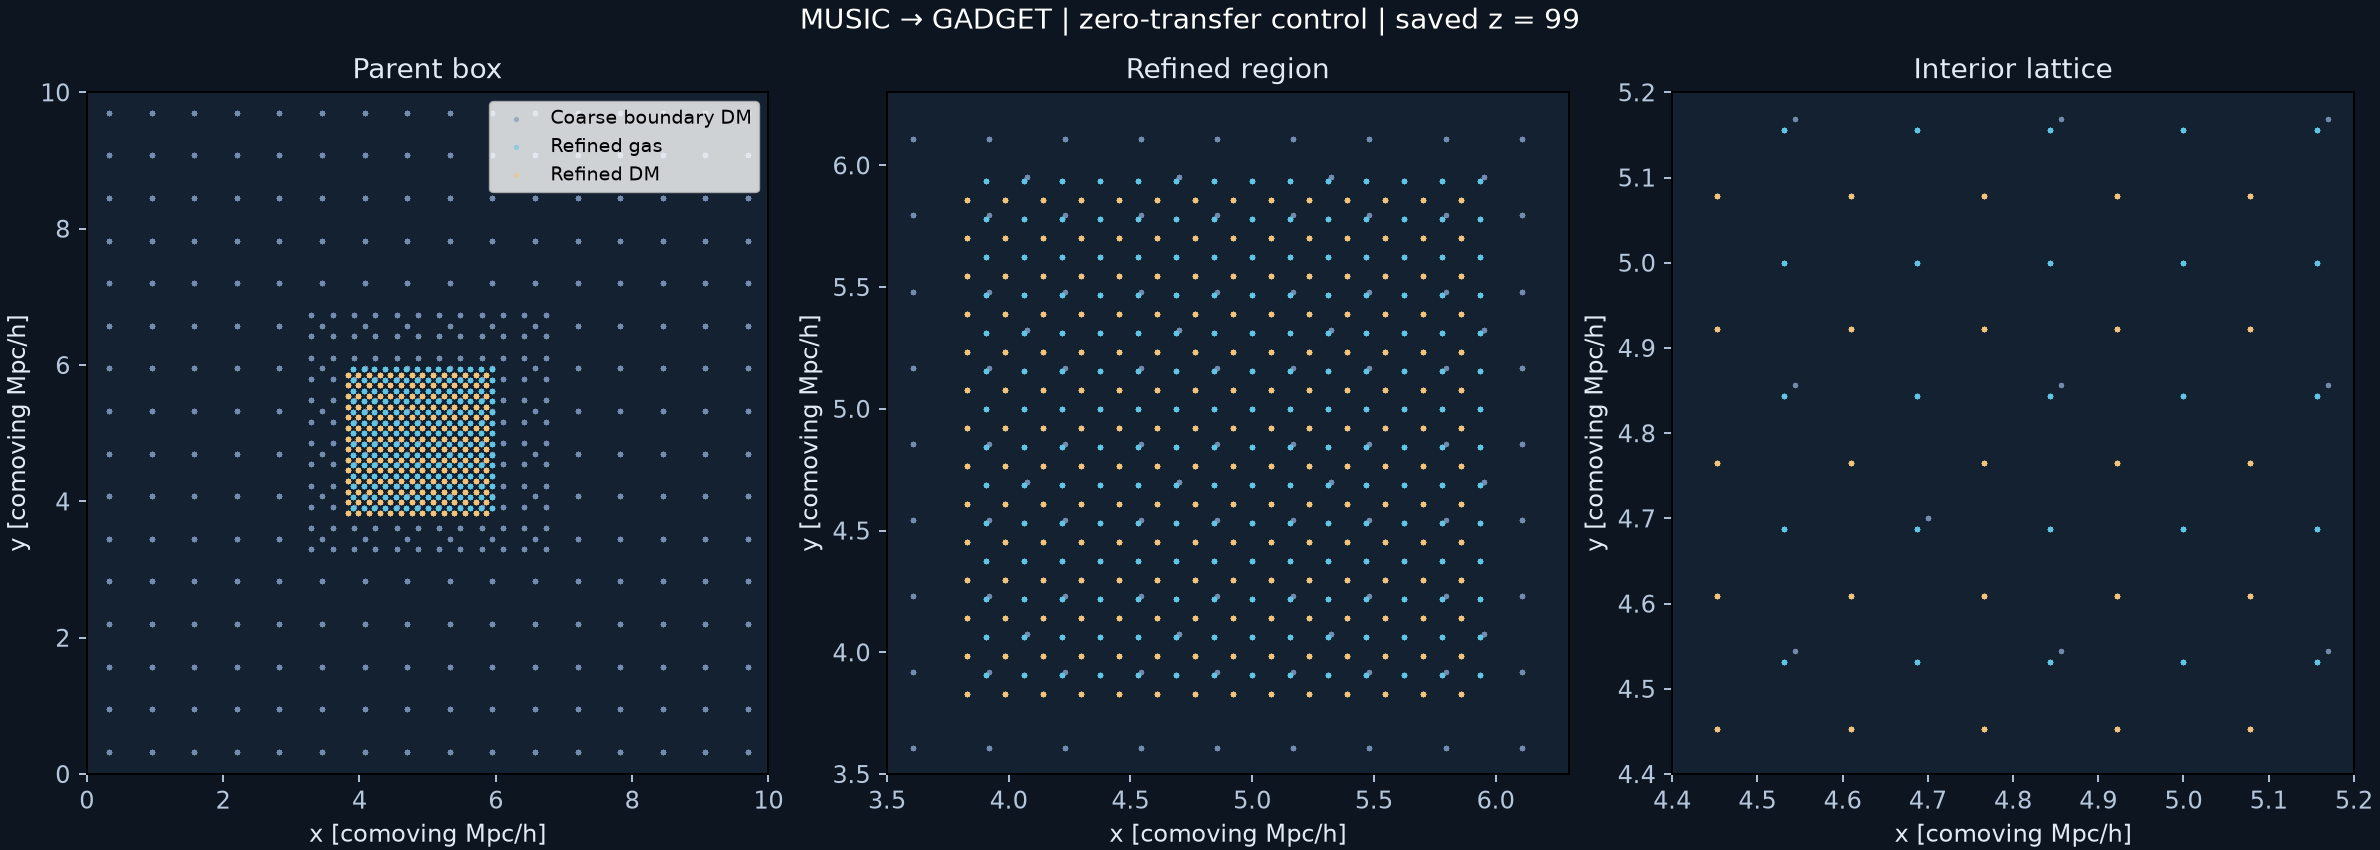 MUSIC → GADGET | zero-transfer control | saved z = 99
Parent box
10
8
6
4
2
0
0 2 4 6 8 10
y [comoving Mpc/h]
x [comoving Mpc/h]
Coarse boundary DM
Refined gas
Refined DM
Refined region
6.0
5.5
5.0
4.5
4.0
3.5
3.5 4.0 4.5 5.0 5.5 6.0
y [comoving Mpc/h]
x [comoving Mpc/h]
Interior lattice
5.2
5.1
5.0
4.9
4.8
4.7
4.6
4.5
4.4
4.4 4.5 4.6 4.7 4.8 4.9 5.0 5.1 5.2
y [comoving Mpc/h]
x [comoving Mpc/h]